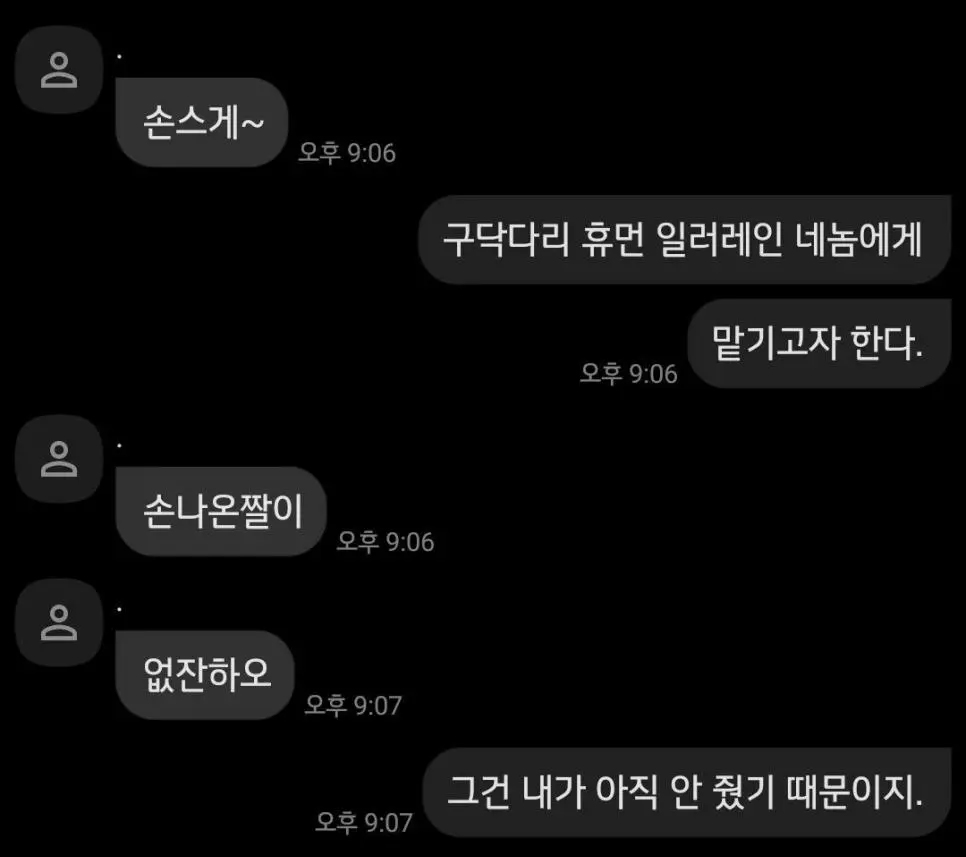 .
손스게~
오후 9:06
구닥다리 휴먼 일러레인 네놈에게
맡기고자 한다.
오후 9:06
.
손나온짤이
오후 9:06
.
없잔하오
오후 9:07
그건 내가 아직 안 줬기 때문이지.
오후 9:07